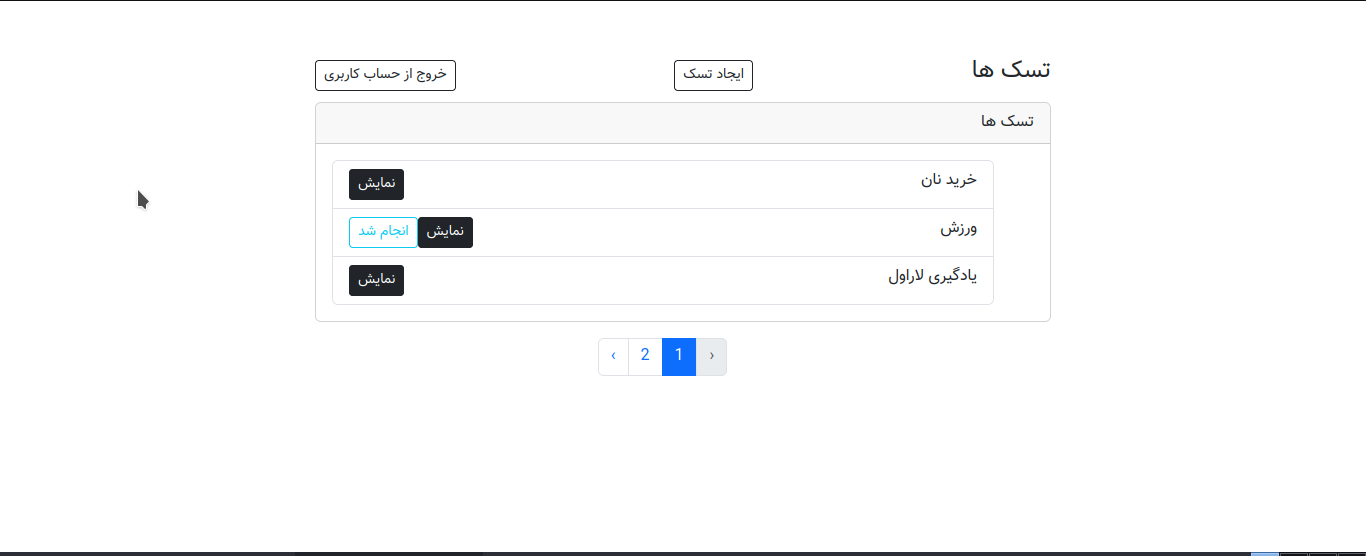 تسک ها
ایجاد تسک
خروج از حساب کاربری
تسک ها
خرید نان
نمایش
ورزش
نمایش
انجام شد
یادگیری لاراول
نمایش
‹ 1 2 ›